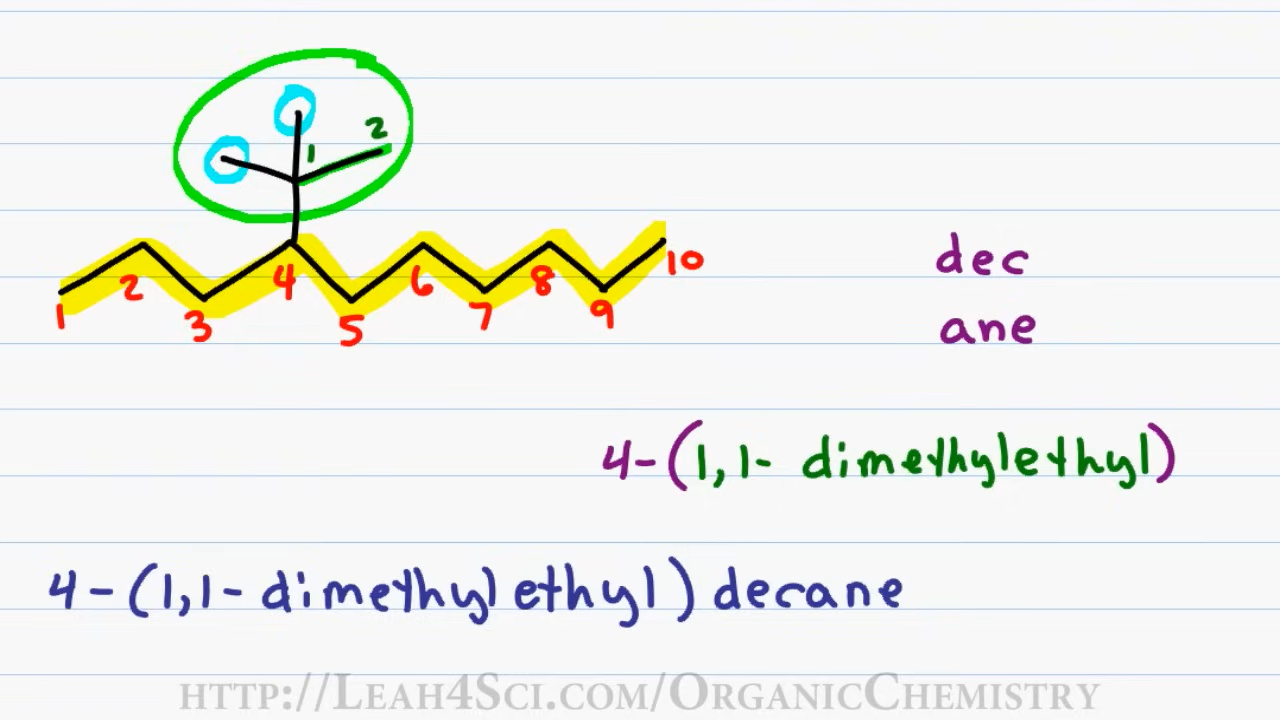 2
1
1 2 3 4 5 6 7 8 9 10
dec
ane
4-(1,1- dimethylethyl)
4-(1,1-dimethylethyl)decane
http://Leah4Sci.com/OrganicChemistry